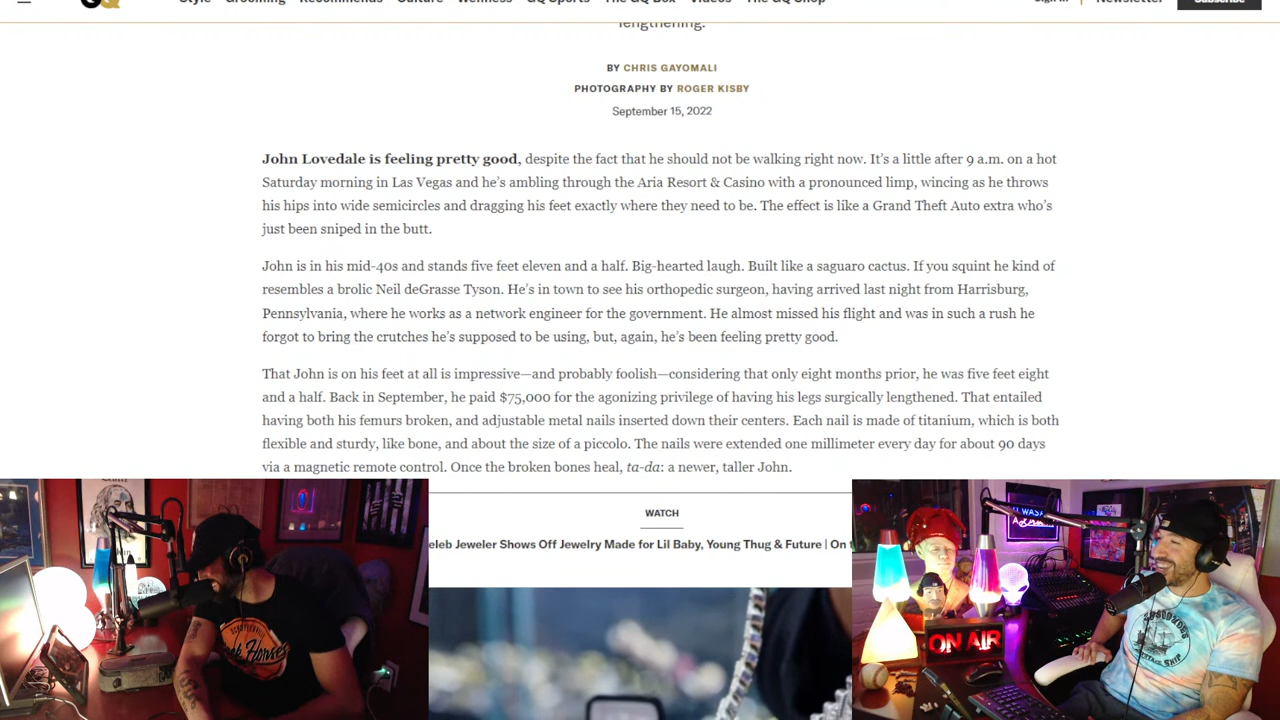 GQ
Style Grooming Recommends Culture Wellness GQ Sports The GQ Box Videos The GQ Shop Sign In Newsletter Subscribe
lengthening.
BY CHRIS GAYOMALI
PHOTOGRAPHY BY ROGER KISBY
September 15, 2022
John Lovedale is feeling pretty good, despite the fact that he should not be walking right now. It's a little after 9 a.m. on a hot
Saturday morning in Las Vegas and he's ambling through the Aria Resort & Casino with a pronounced limp, wincing as he throws
his hips into wide semicircles and dragging his feet exactly where they need to be. The effect is like a Grand Theft Auto extra who's
just been sniped in the butt.
John is in his mid-40s and stands five feet eleven and a half. Big-hearted laugh. Built like a saguaro cactus. If you squint he kind of
resembles a brolic Neil deGrasse Tyson. He's in town to see his orthopedic surgeon, having arrived last night from Harrisburg,
Pennsylvania, where he works as a network engineer for the government. He almost missed his flight and was in such a rush he
forgot to bring the crutches he's supposed to be using, but, again, he's been feeling pretty good.
That John is on his feet at all is impressive—and probably foolish—considering that only eight months prior, he was five feet eight
and a half. Back in September, he paid $75,000 for the agonizing privilege of having his legs surgically lengthened. That entailed
having both his femurs broken, and adjustable metal nails inserted down their centers. Each nail is made of titanium, which is both
flexible and sturdy, like bone, and about the size of a piccolo. The nails were extended one millimeter every day for about 90 days
via a magnetic remote control. Once the broken bones heal, ta-da: a newer, taller John.
WATCH
eleb Jeweler Shows Off Jewelry Made for Lil Baby, Young Thug & Future | On t
ON AIR